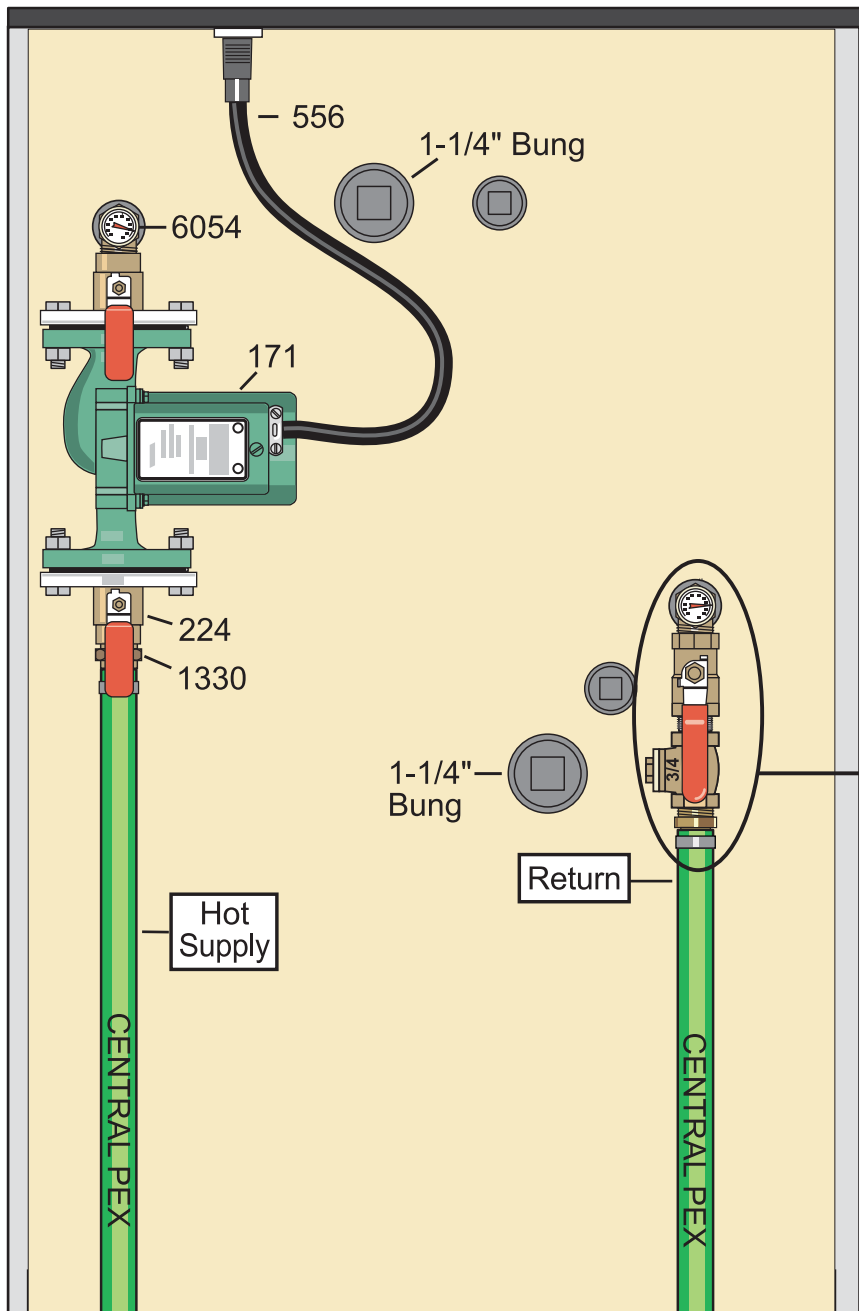 556
1-1/4" Bung
6054
171
224
1330
3/4
1-1/4"
Bung
Return
Hot
Supply
CENTRAL PEX
CENTRAL PEX